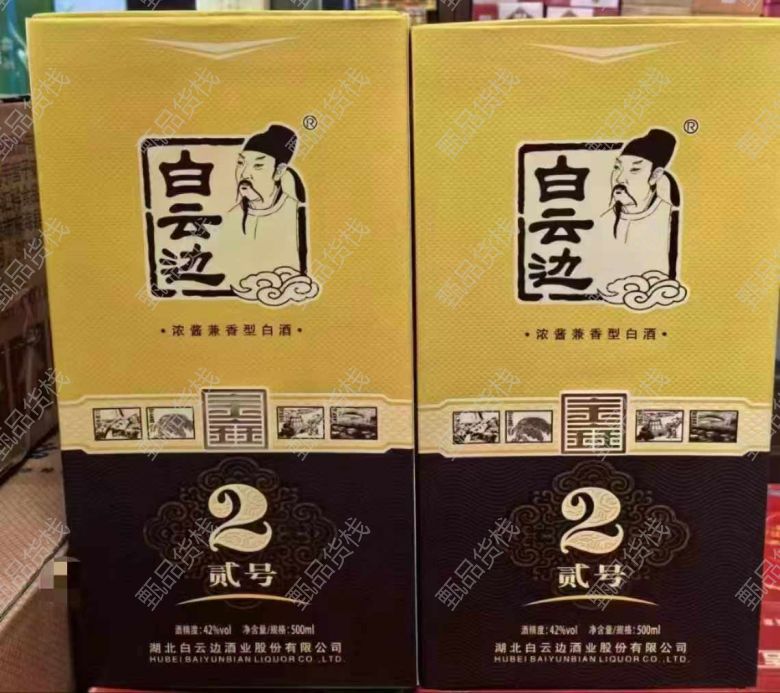 白云边
®
·浓酱兼香型白酒·
2
贰号
酒精度:42%vol 净含量/规格:500ml
湖北白云边酒业股份有限公司
HUBEI BAIYUNBIAN LIQUOR CO.,LTD.
白云边
®
·浓酱兼香型白酒·
2
贰号
酒精度:42%vol 净含量/规格:500ml
湖北白云边酒业股份有限公司
HUBEI BAIYUNBIAN LIQUOR CO.,LTD.
甄品货栈